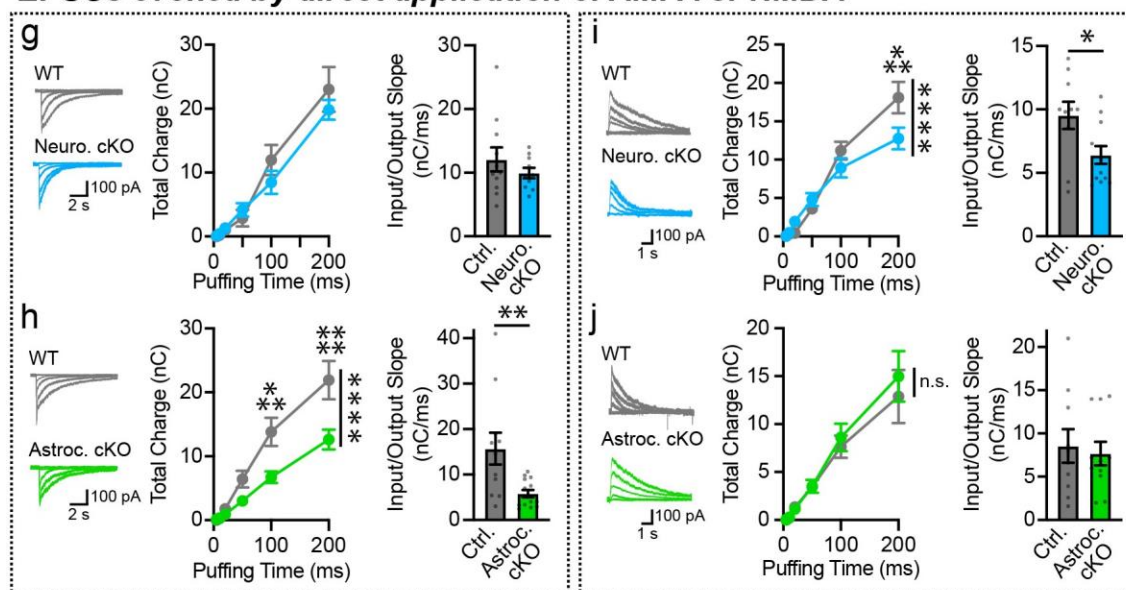 evoked by direct application of
g
WT
Neuro. cKO
100 pA
2 s
Total Charge (nC)
30
20
10
0
0
100
200
Puffing Time (ms)
Input/Output Slope
(nC/ms)
30
20
10
0
Ctrl.
Neuro.
cKO
h
WT
Astroc. cKO
100 pA
2 s
Total Charge (nC)
30
20
10
0
*
**
**
**
****
0
100
200
Puffing Time (ms)
Input/Output Slope
(nC/ms)
40
30
20
10
0
**
Ctrl.
Astroc.
cKO
i
WT
Neuro. cKO
100 pA
1 s
Total Charge (nC)
25
20
15
10
5
0
*
**
****
0
100
200
Puffing Time (ms)
Input/Output Slope
(nC/ms)
15
10
5
0
*
Ctrl.
Neuro.
cKO
j
WT
Astroc. cKO
100 pA
1 s
Total Charge (nC)
20
15
10
5
0
n.s.
0
100
200
Puffing Time (ms)
Input/Output Slope
(nC/ms)
20
15
10
5
0
Ctrl.
Astroc.
cKO